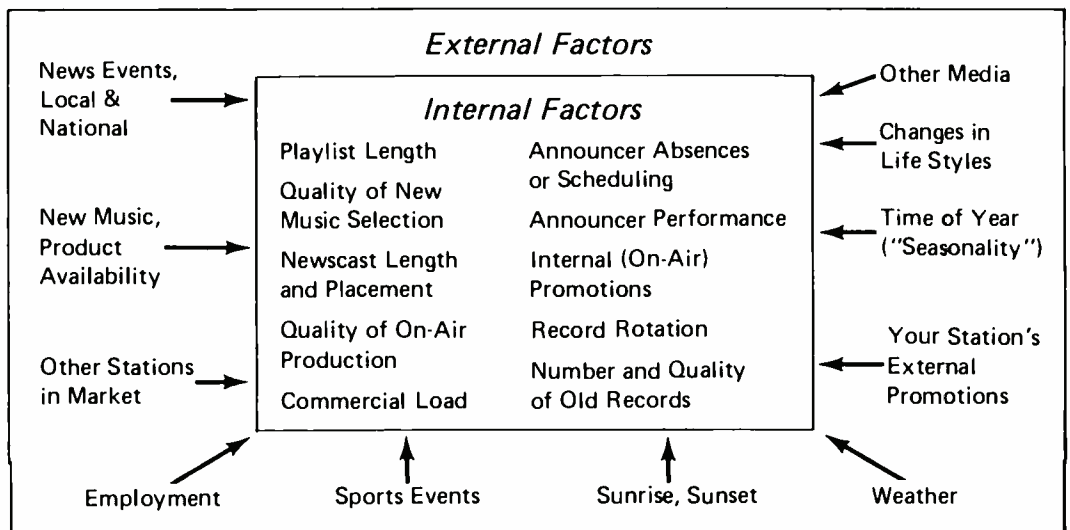 External Factors
News Events,
Local &
National
New Music,
Product
Availability
Other Stations
in Market
Internal Factors
Playlist Length
Quality of New
Music Selection
Newscast Length
and Placement
Quality of On-Air
Production
Commercial Load
Announcer Absences
or Scheduling
Announcer Performance
Internal (On-Air)
Promotions
Record Rotation
Number and Quality
of Old Records
Other Media
Changes in
Life Styles
Time of Year
("Seasonality")
Your Station's
External
Promotions
Employment
Sports Events
Sunrise, Sunset
Weather